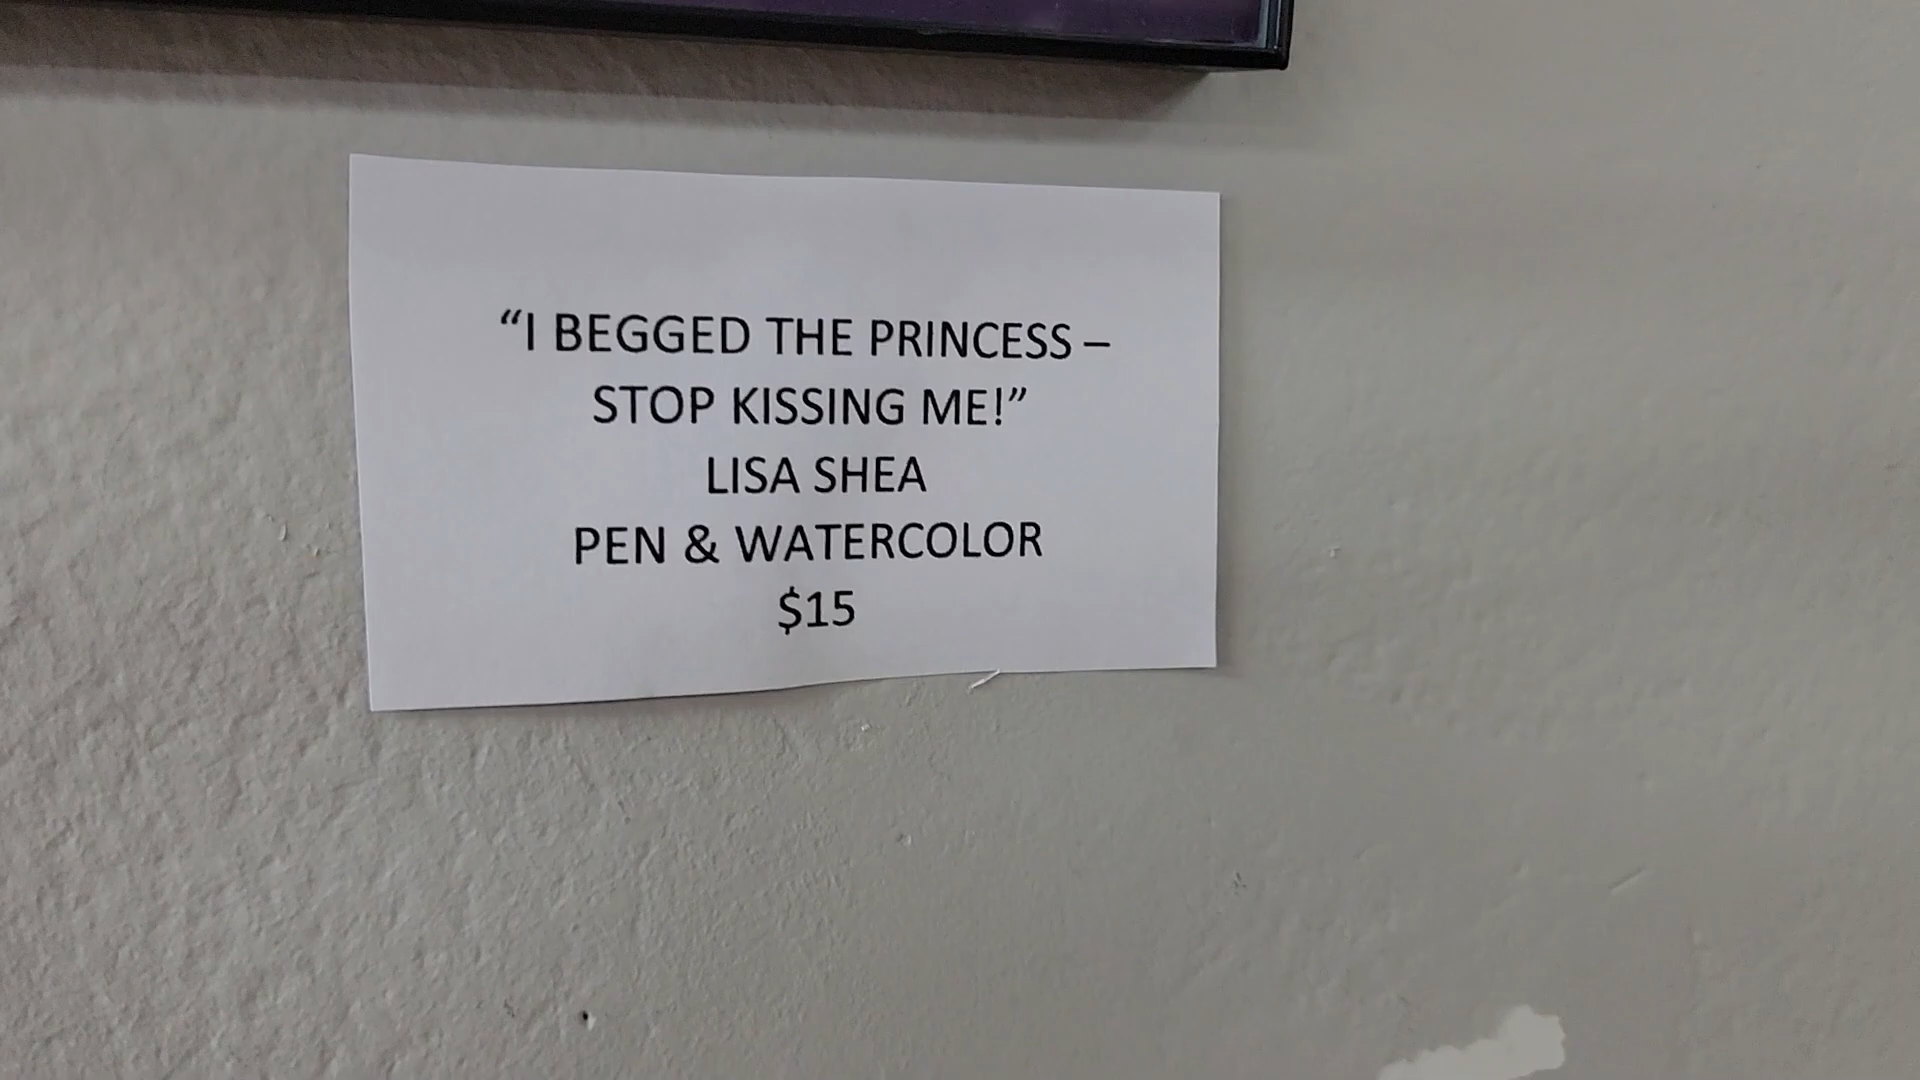 “I BEGGED THE PRINCESS –
STOP KISSING ME!”
LISA SHEA
PEN & WATERCOLOR
$15